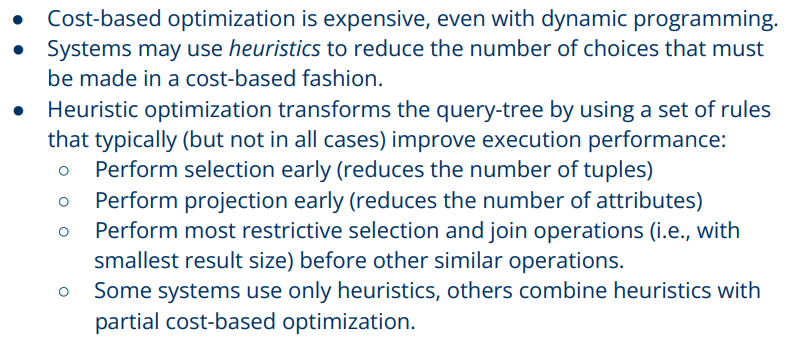 ● Cost-based optimization is expensive, even with dynamic programming.
● Systems may use heuristics to reduce the number of choices that must
be made in a cost-based fashion.
● Heuristic optimization transforms the query-tree by using a set of rules
that typically (but not in all cases) improve execution performance:
○ Perform selection early (reduces the number of tuples)
○ Perform projection early (reduces the number of attributes)
○ Perform most restrictive selection and join operations (i.e., with
smallest result size) before other similar operations.
○ Some systems use only heuristics, others combine heuristics with
partial cost-based optimization.